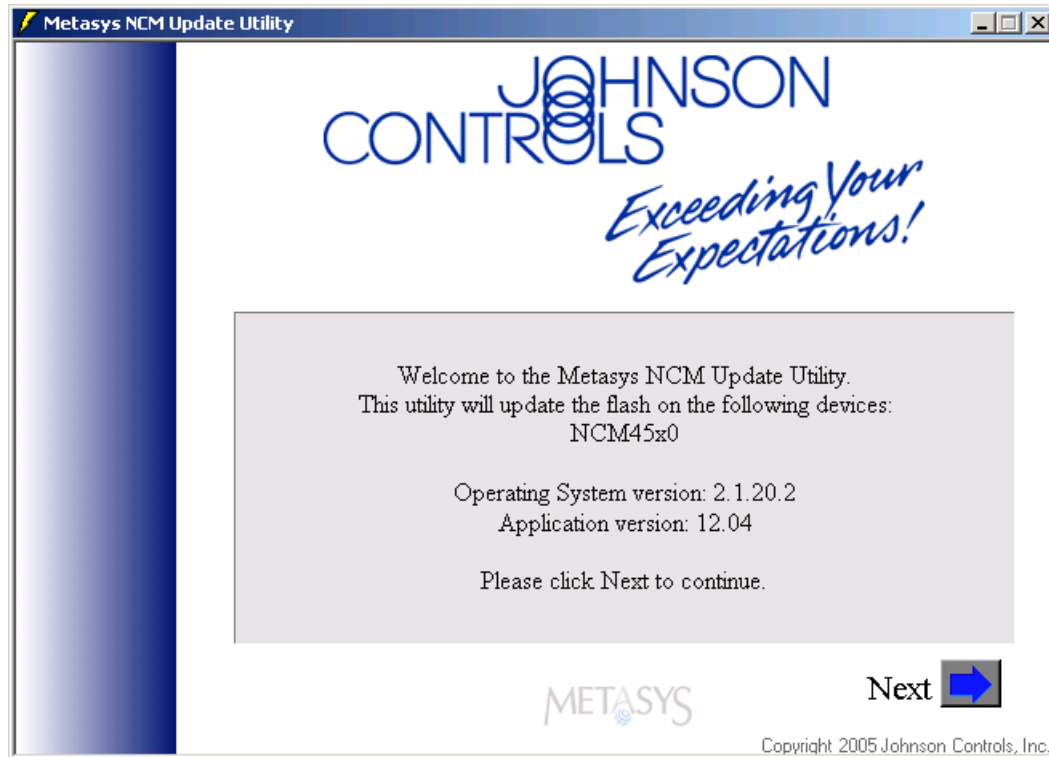 Metasys NCM Update Utility
JOHNSON
CONTROLS
Exceeding Your
Expectations!
Welcome to the Metasys NCM Update Utility.
This utility will update the flash on the following devices:
NCM45x0
Operating System version: 2.1.20.2
Application version: 12.04
Please click Next to continue.
Next
METASYS
Copyright 2005 Johnson Controls, Inc.